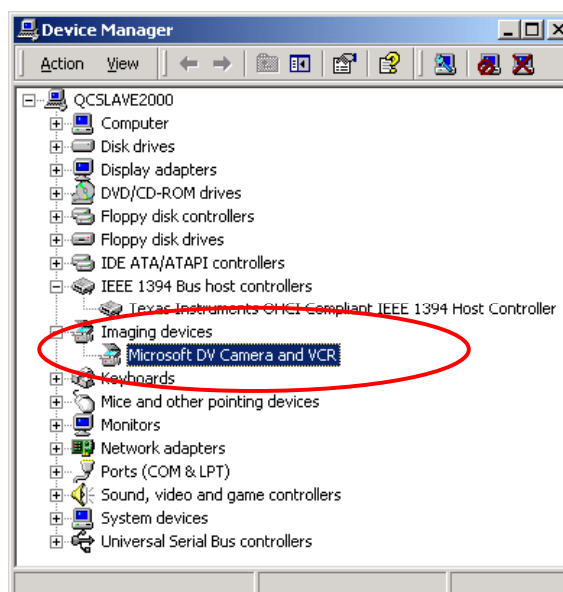 Device Manager
Action View
QCSLAVE2000
Computer
Disk drives
Display adapters
DVD/CD-ROM drives
Floppy disk controllers
Floppy disk drives
IDE ATA/ATAPI controllers
IEEE 1394 Bus host controllers
Texas Instruments OHCI Compliant IEEE 1394 Host Controller
Imaging devices
Microsoft DV Camera and VCR
Keyboards
Mice and other pointing devices
Monitors
Network adapters
Ports (COM & LPT)
Sound, video and game controllers
System devices
Universal Serial Bus controllers